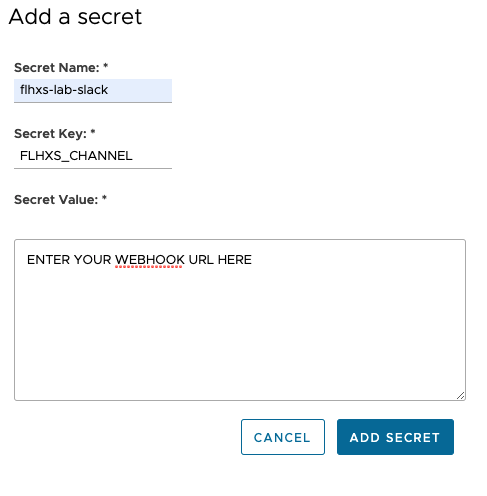 Add a secret
Secret Name: *
flhxs-lab-slack
Secret Key: *
FLHXS_CHANNEL
Secret Value: *
ENTER YOUR WEBHOOK URL HERE
CANCEL
ADD SECRET